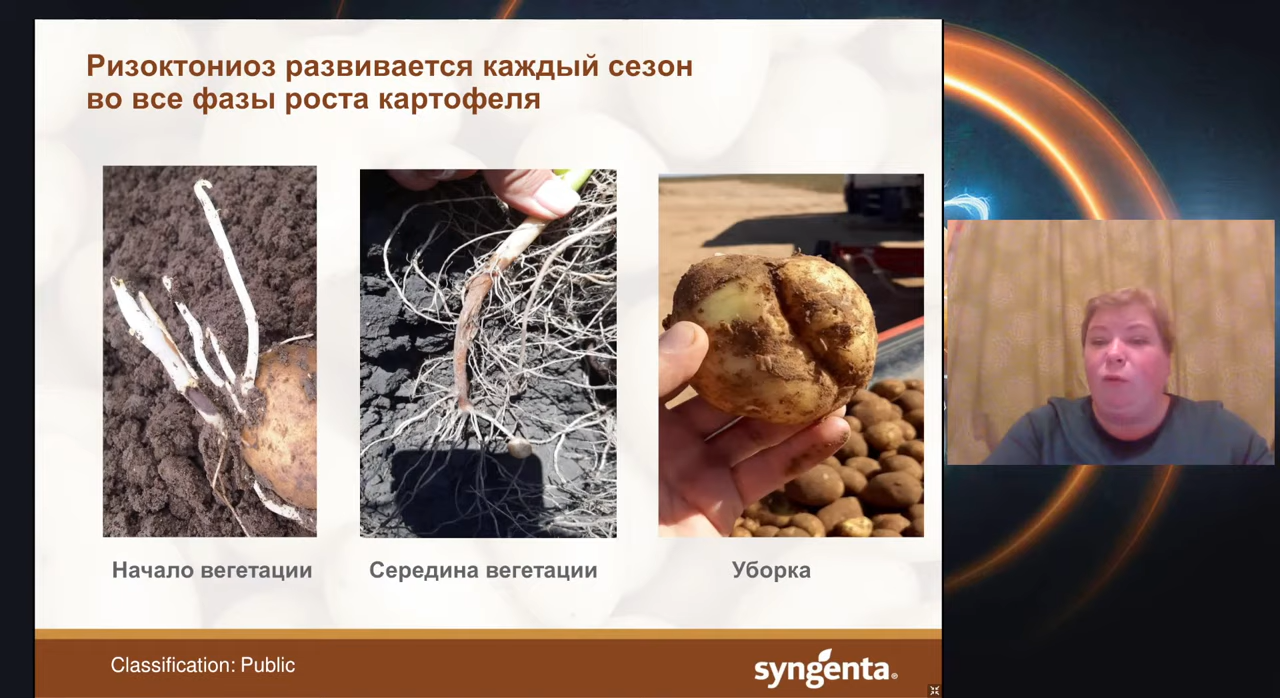 Ризоктониоз развивается каждый сезон
во все фазы роста картофеля
Начало вегетации
Середина вегетации
Уборка
Classification: Public
syngenta®